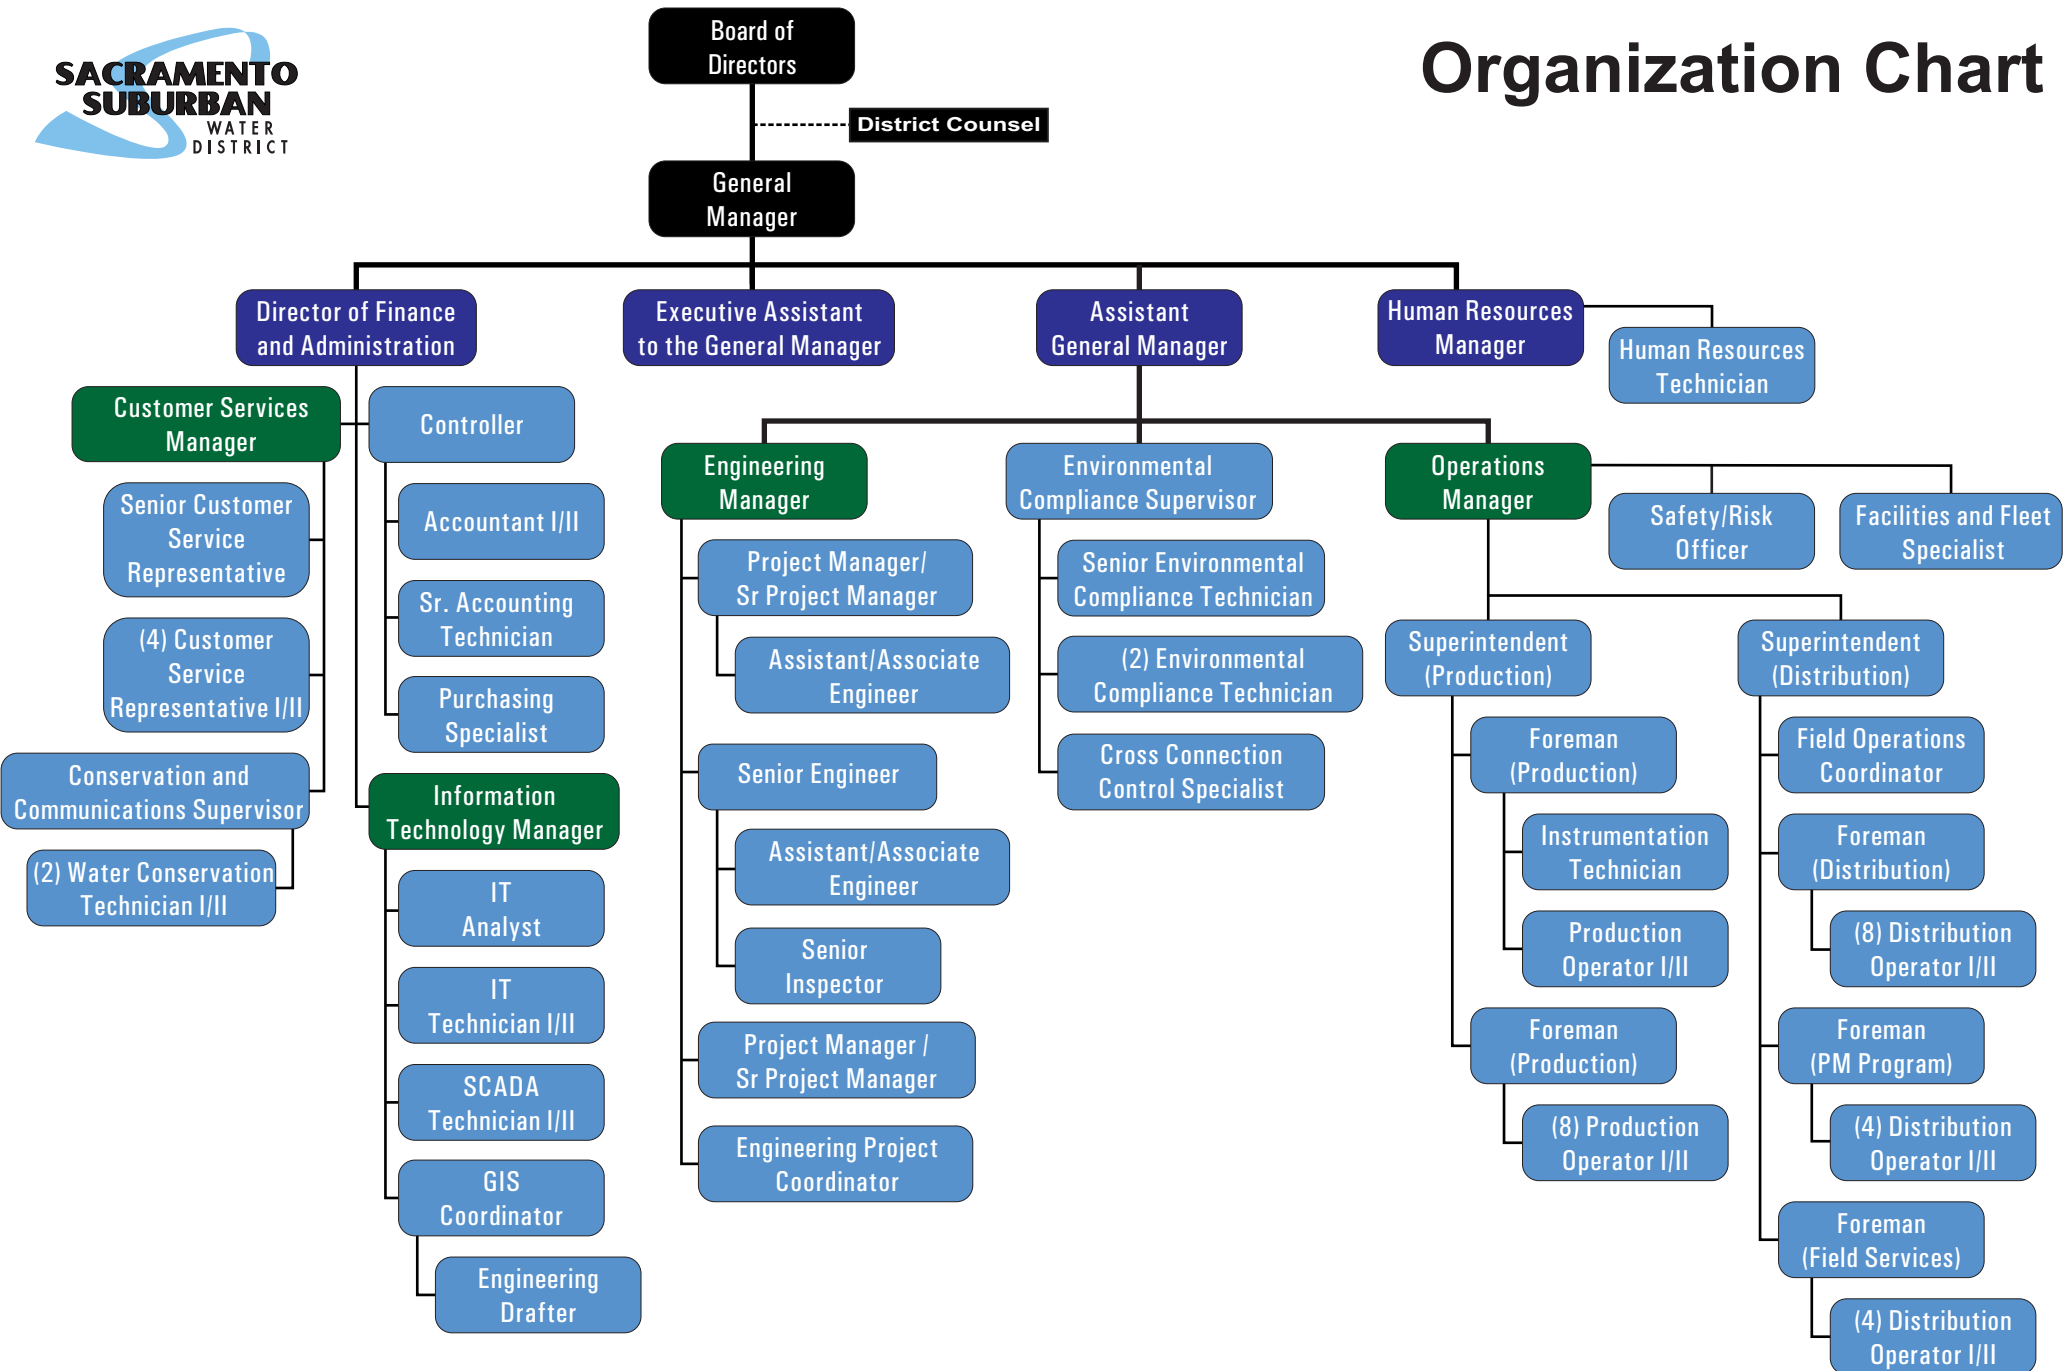 SACRAMENTO
SUBURBAN
WATER
DISTRICT
Organization Chart
Board of
Directors
District Counsel
General
Manager
Director of Finance
and Administration
Executive Assistant
to the General Manager
Assistant
General Manager
Human Resources
Manager
Human Resources
Technician
Customer Services
Manager
Senior Customer
Service
Representative
(4) Customer
Service
Representative I/II
Conservation and
Communications Supervisor
(2) Water Conservation
Technician I/II
Controller
Accountant I/II
Sr. Accounting
Technician
Purchasing
Specialist
Information
Technology Manager
IT
Analyst
IT
Technician I/II
SCADA
Technician I/II
GIS
Coordinator
Engineering
Drafter
Engineering
Manager
Project Manager/
Sr Project Manager
Assistant/Associate
Engineer
Senior Engineer
Assistant/Associate
Engineer
Senior
Inspector
Project Manager /
Sr Project Manager
Engineering Project
Coordinator
Environmental
Compliance Supervisor
Senior Environmental
Compliance Technician
(2) Environmental
Compliance Technician
Cross Connection
Control Specialist
Operations
Manager
Safety/Risk
Officer
Facilities and Fleet
Specialist
Superintendent
(Production)
Foreman
(Production)
Instrumentation
Technician
Production
Operator I/II
Foreman
(Production)
(8) Production
Operator I/II
Superintendent
(Distribution)
Field Operations
Coordinator
Foreman
(Distribution)
(8) Distribution
Operator I/II
Foreman
(PM Program)
(4) Distribution
Operator I/II
Foreman
(Field Services)
(4) Distribution
Operator I/II